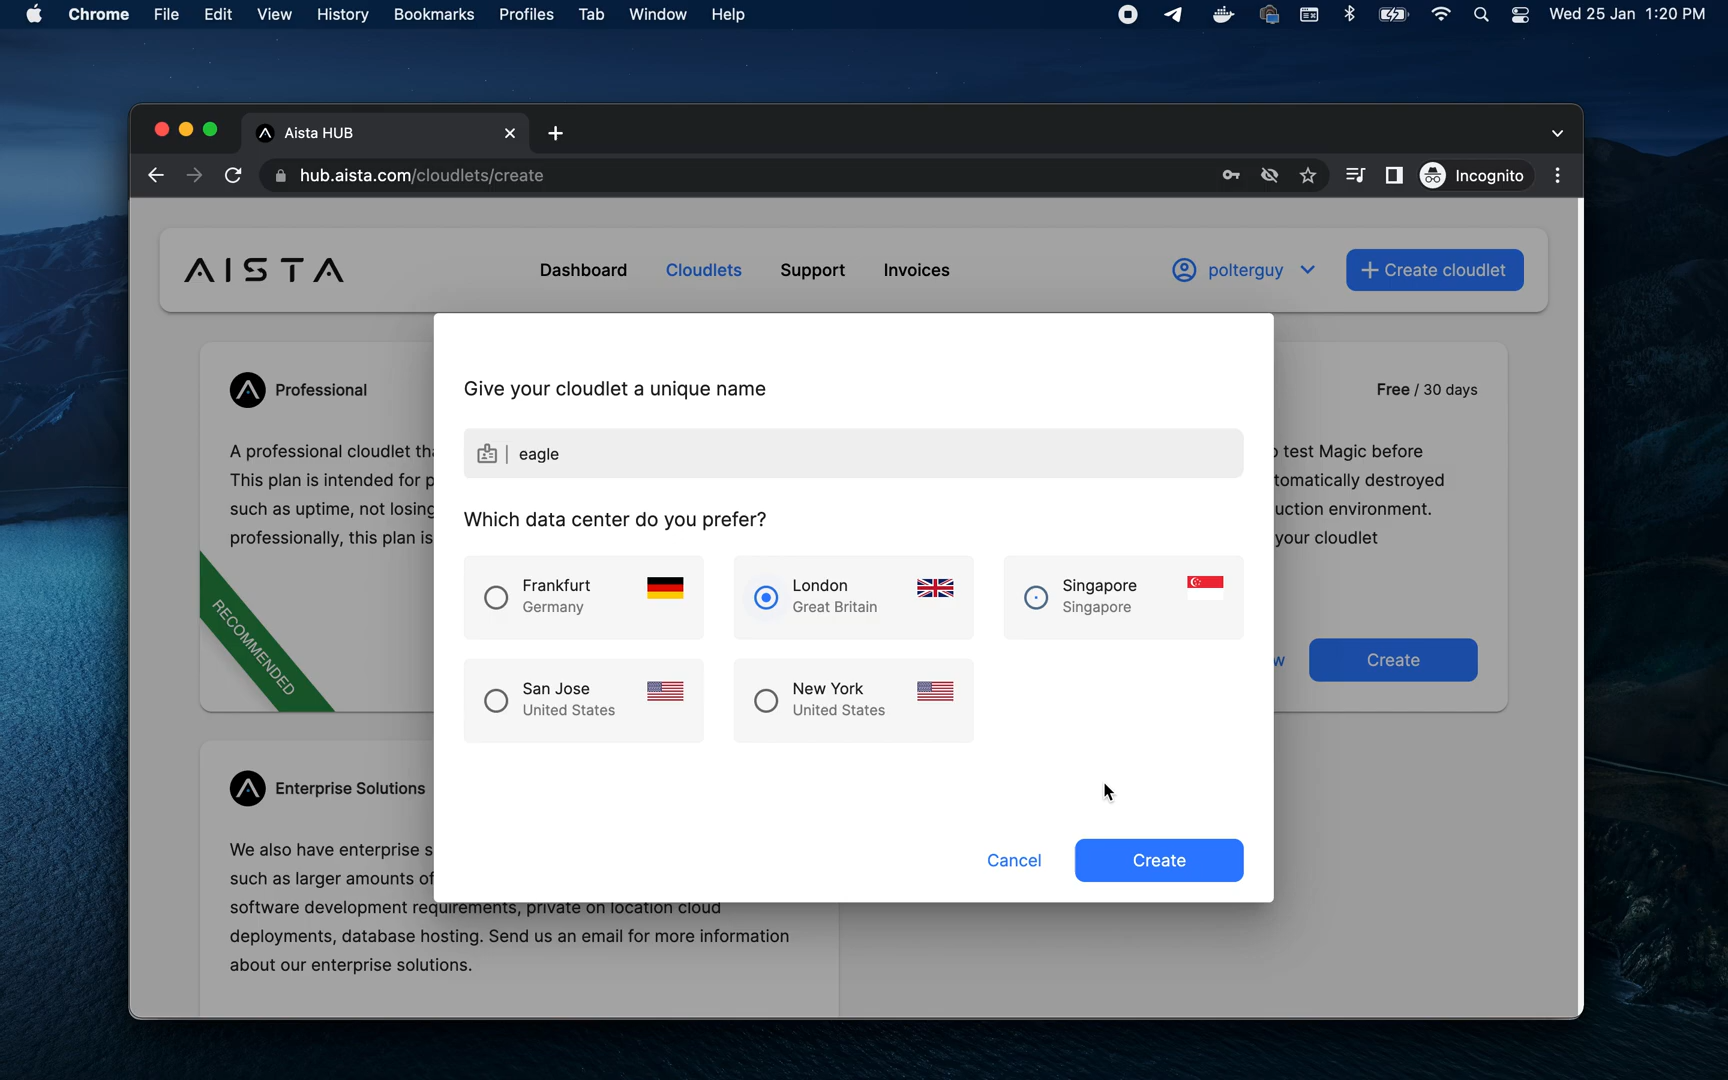 Chrome File Edit View History Bookmarks Profiles Tab Window Help Wed 25 Jan 1:20 PM
Aista HUB
hub.aista.com/cloudlets/create Incognito
AISTA Dashboard Cloudlets Support Invoices polterguy + Create cloudlet
Professional
A professional cloudlet th
This plan is intended for p
such as uptime, not losing
professionally, this plan is
RECOMMENDED
Give your cloudlet a unique name
eagle
Which data center do you prefer?
Frankfurt
Germany
London
Great Britain
Singapore
Singapore
San Jose
United States
New York
United States
Cancel Create
Free / 30 days
test Magic before
tomatically destroyed
uction environment.
your cloudlet
w Create
Enterprise Solutions
We also have enterprise s
such as larger amounts of
software development requirements, private on location cloud
deployments, database hosting. Send us an email for more information
about our enterprise solutions.